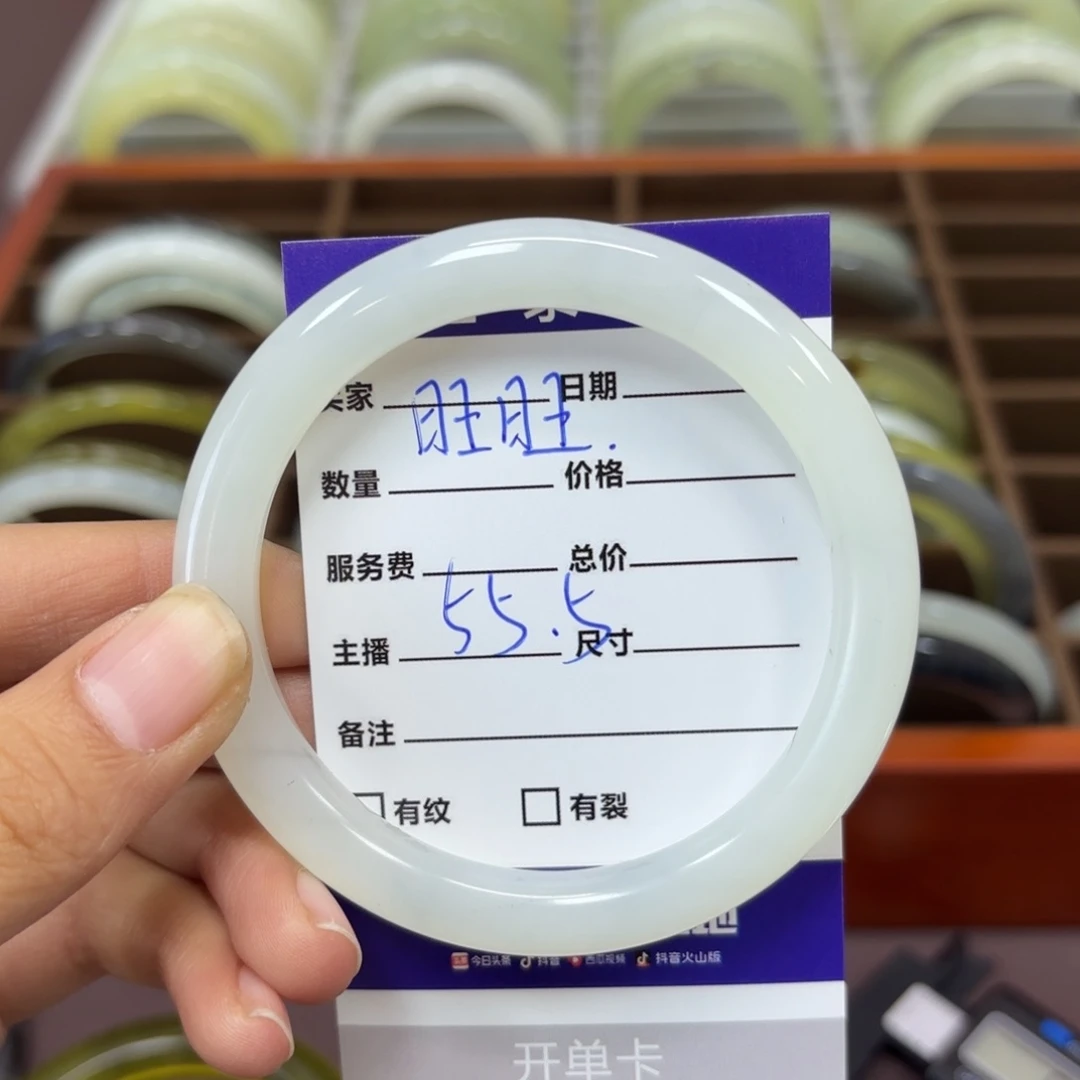 家 旺旺. 日期
数量 价格
服务费 总价
主播 55.5 尺寸
备注
有纹 有裂
今日头条 抖音 西瓜视频 抖音火山版
开单卡